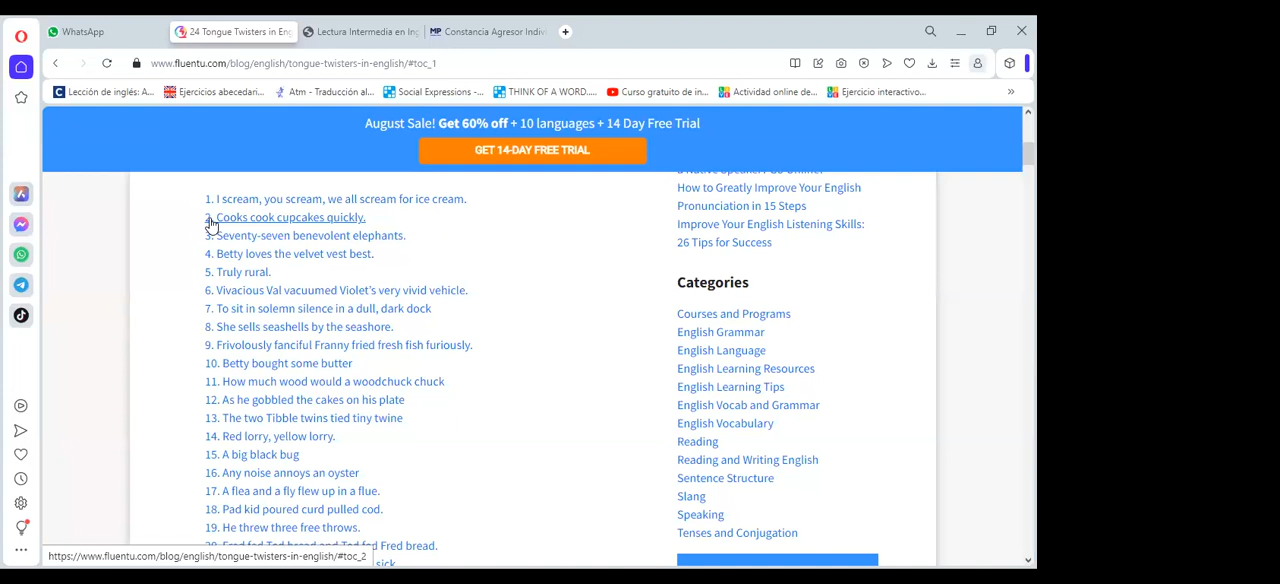 WhatsApp
24 Tongue Twisters in Eng
Lectura Intermedia en Ing
MP Constancia Agresor Indivi
www.fluentu.com/blog/english/tongue-twisters-in-english/#toc_1
Lección de inglés: A...
Ejercicios abecedari...
Atm - Traducción al...
Social Expressions -...
THINK OF A WORD....
Curso gratuito de in...
Actividad online de...
Ejercicio interactivo...
August Sale! Get 60% off + 10 languages + 14 Day Free Trial
GET 14-DAY FREE TRIAL
1. I scream, you scream, we all scream for ice cream.
2. Cooks cook cupcakes quickly.
3. Seventy-seven benevolent elephants.
4. Betty loves the velvet vest best.
5. Truly rural.
6. Vivacious Val vacuumed Violet's very vivid vehicle.
7. To sit in solemn silence in a dull, dark dock
8. She sells seashells by the seashore.
9. Frivolously fanciful Franny fried fresh fish furiously.
10. Betty bought some butter
11. How much wood would a woodchuck chuck
12. As he gobbled the cakes on his plate
13. The two Tibble twins tied tiny twine
14. Red lorry, yellow lorry.
15. A big black bug
16. Any noise annoys an oyster
17. A flea and a fly flew up in a flue.
18. Pad kid poured curd pulled cod.
19. He threw three free throws.
20. Fred fed Ted bread and Ted fed Fred bread.
sick
How to Greatly Improve Your English
Pronunciation in 15 Steps
Improve Your English Listening Skills:
26 Tips for Success
Categories
Courses and Programs
English Grammar
English Language
English Learning Resources
English Learning Tips
English Vocab and Grammar
English Vocabulary
Reading
Reading and Writing English
Sentence Structure
Slang
Speaking
Tenses and Conjugation
https://www.fluentu.com/blog/english/tongue-twisters-in-english/#toc_2